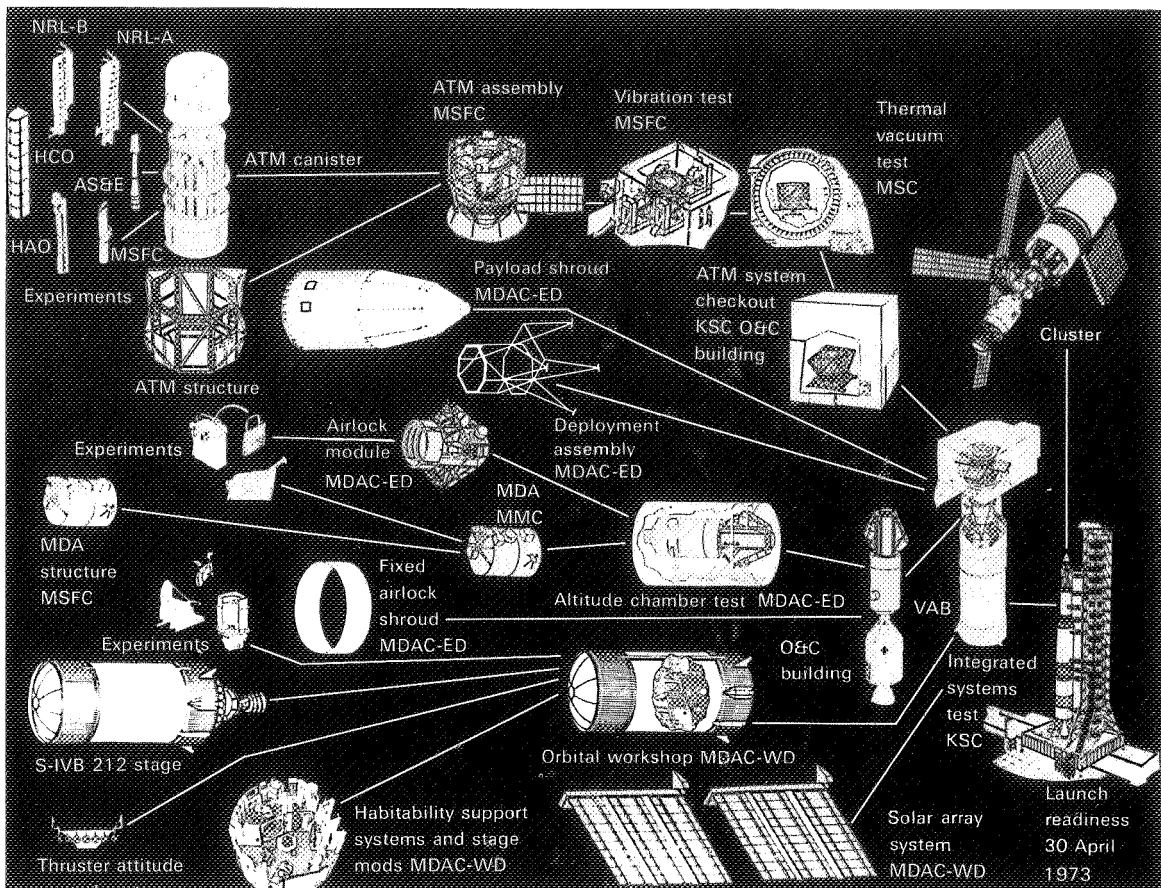 NRL-B
NRL-A
HCO
AS&E
HAO
MSFC
Experiments
ATM canister
ATM structure
ATM assembly
MSFC
Vibration test
MSFC
Thermal
vacuum
test
MSC
Payload shroud
MDAC-ED
ATM system
checkout
KSC O&C
building
Cluster
Experiments
Airlock
module
MDAC-ED
Deployment
assembly
MDAC-ED
MDA
MMC
MDA
structure
MSFC
Experiments
Fixed
airlock
shroud
MDAC-ED
Altitude chamber test MDAC-ED
O&C
building
VAB
Integrated
systems
test
KSC
S-IVB 212 stage
Orbital workshop MDAC-WD
Thruster attitude
Habitability support
systems and stage
mods MDAC-WD
Solar array
system
MDAC-WD
Launch
readiness
30 April
1973